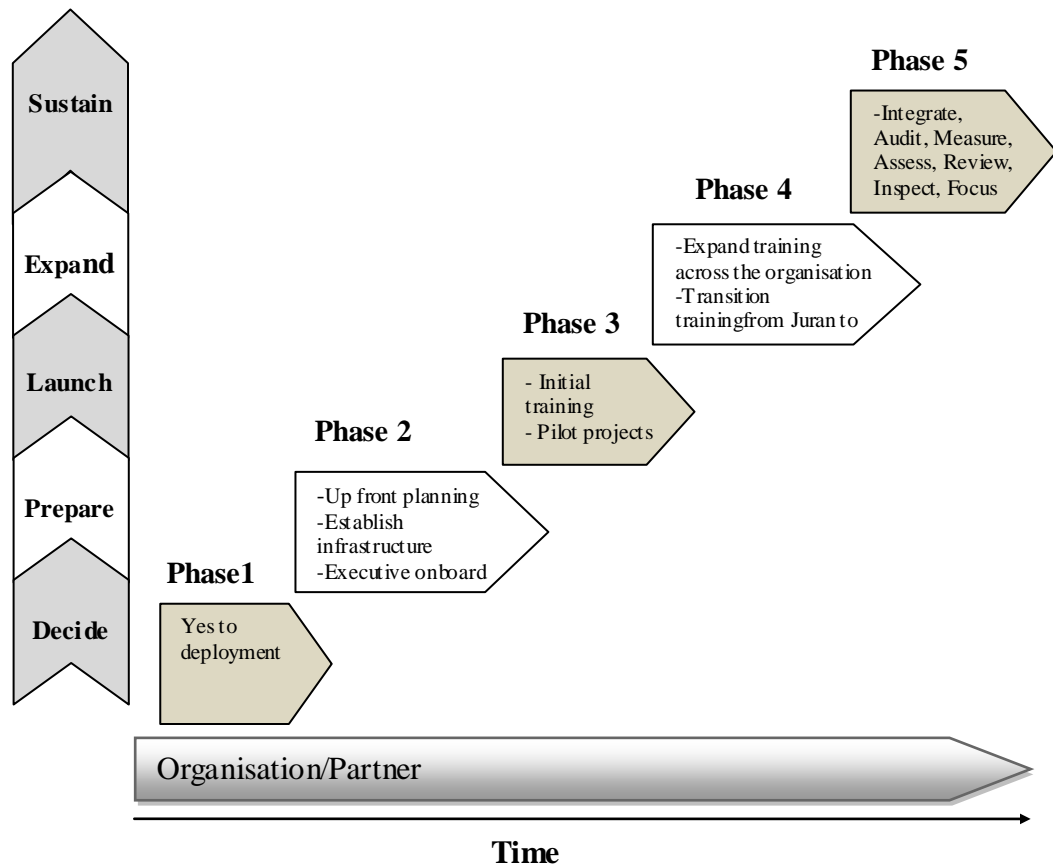 Phase 5
Sustain
-Integrate,
Audit, Measure,
Assess, Review,
Inspect, Focus
Phase 4
Expand
-Expand training
across the organisation
-Transition
trainingfrom Juran to
Phase 3
Launch
- Initial
training
- Pilot projects
Phase 2
Prepare
-Up front planning
-Establish
infrastructure
-Executive onboard
Phase1
Decide
Yes to
deployment
Organisation/Partner
Time